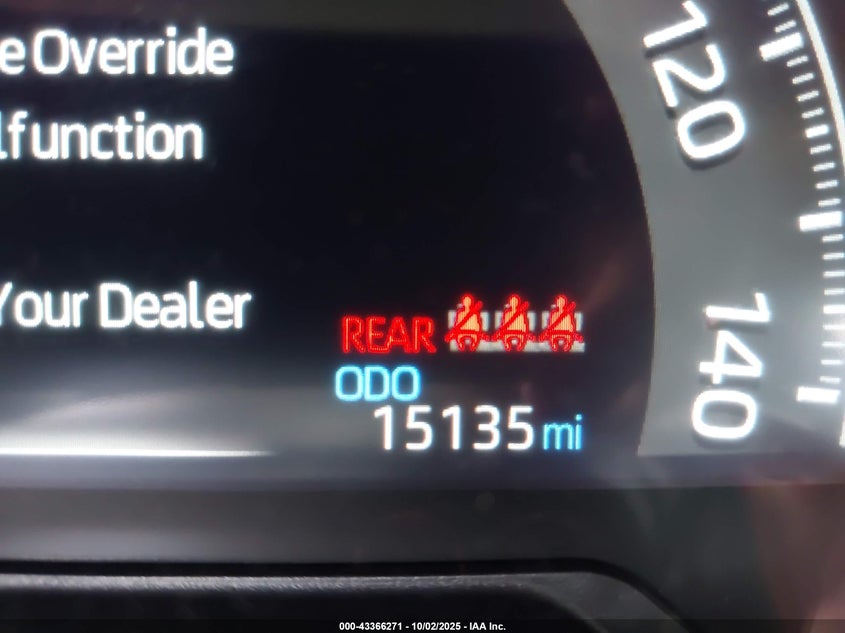 e Override
lfunction
Your Dealer
REAR
ODO
15135 mi
120
140
000-43366271 - 10/02/2025 - IAA Inc.